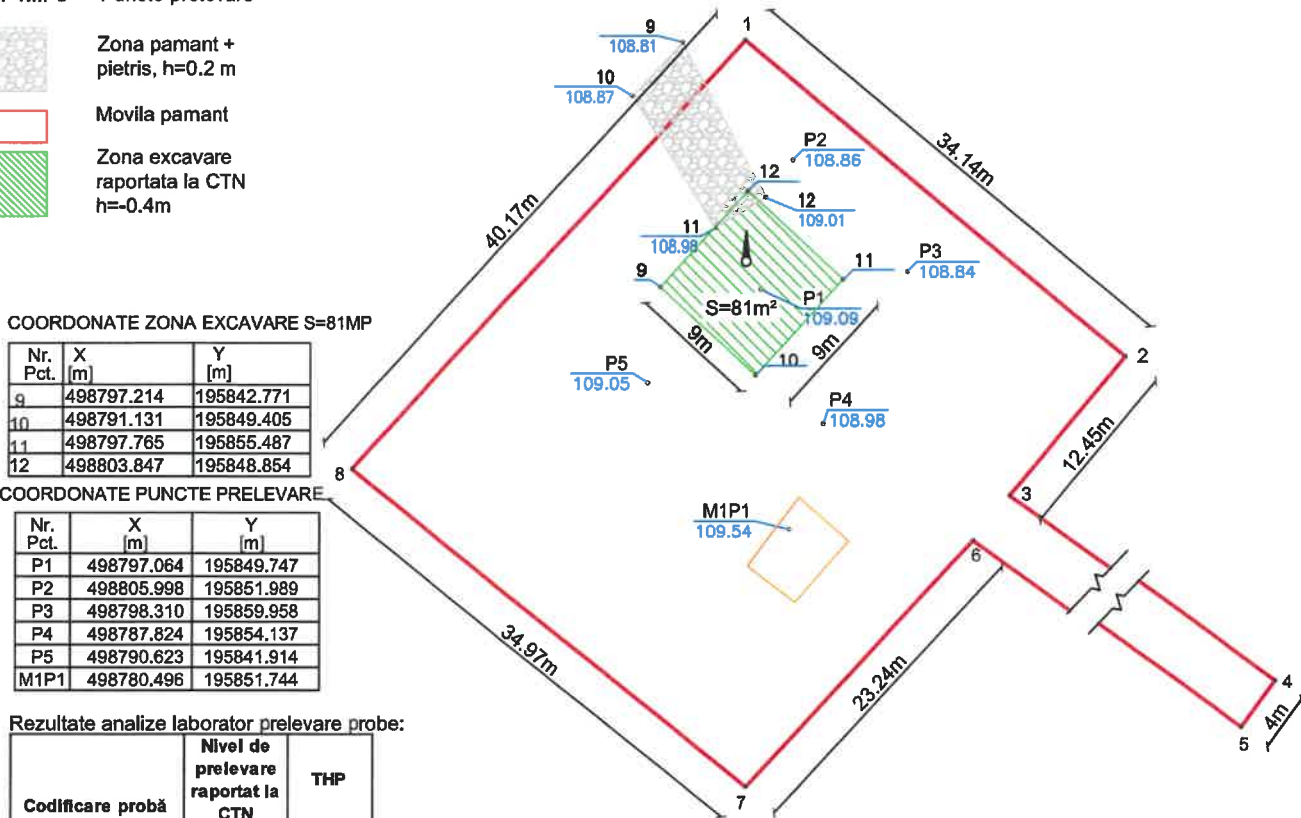 Puncte prelevare
Zona pamant +
pietris, h=0.2 m
Movila pamant
Zona excavare
raportata la CTN
h=-0.4m
COORDONATE ZONA EXCAVARE S=81MP
Nr. Pct. X [m] Y [m]
9 498797.214 195842.771
10 498791.131 195849.405
11 498797.765 195855.487
12 498803.847 195848.854
COORDONATE PUNCTE PRELEVARE
Nr. Pct. X [m] Y [m]
P1 498797.064 195849.747
P2 498805.998 195851.989
P3 498798.310 195859.958
P4 498787.824 195854.137
P5 498790.623 195841.914
M1P1 498780.496 195851.744
Rezultate analize laborator prelevare probe:
Codificare probă
Nivel de
prelevare
raportat la
CTN
THP
1
9
108.81
10
108.87
P2
108.86
34.14m
12
12
109.01
40.17m
11
108.98
9
11
P3
108.84
S=81m²
P1
109.09
9m
9m
10
2
P5
109.05
P4
108.98
12.45m
8
3
M1P1
109.54
6
34.97m
23.24m
4
4m
5
7